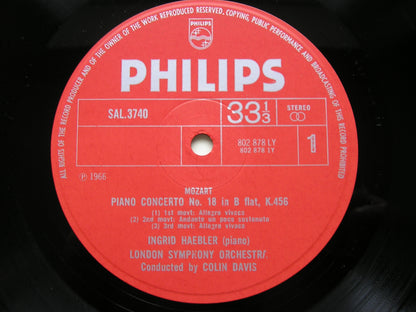 ALL RIGHTS OF THE RECORD PRODUCER AND OF THE OWNER OF THE WORK REPRODUCED RESERVED. COPYING, PUBLIC PERFORMANCE AND BROADCASTING OF THIS RECORD PROHIBITED
PHILIPS
PHILIPS
SAL.3740
33 1/3
STEREO
802 878 LY
802 878 1Y
1
℗ 1966
MOZART
PIANO CONCERTO No. 18 in B flat, K.456
(1) 1st movt: Allegro vivace
(2) 2nd movt: Andante un poco sostenuto
(3) 3rd movt: Allegro vivace
INGRID HAEBLER (piano)
LONDON SYMPHONY ORCHESTRA
Conducted by COLIN DAVIS